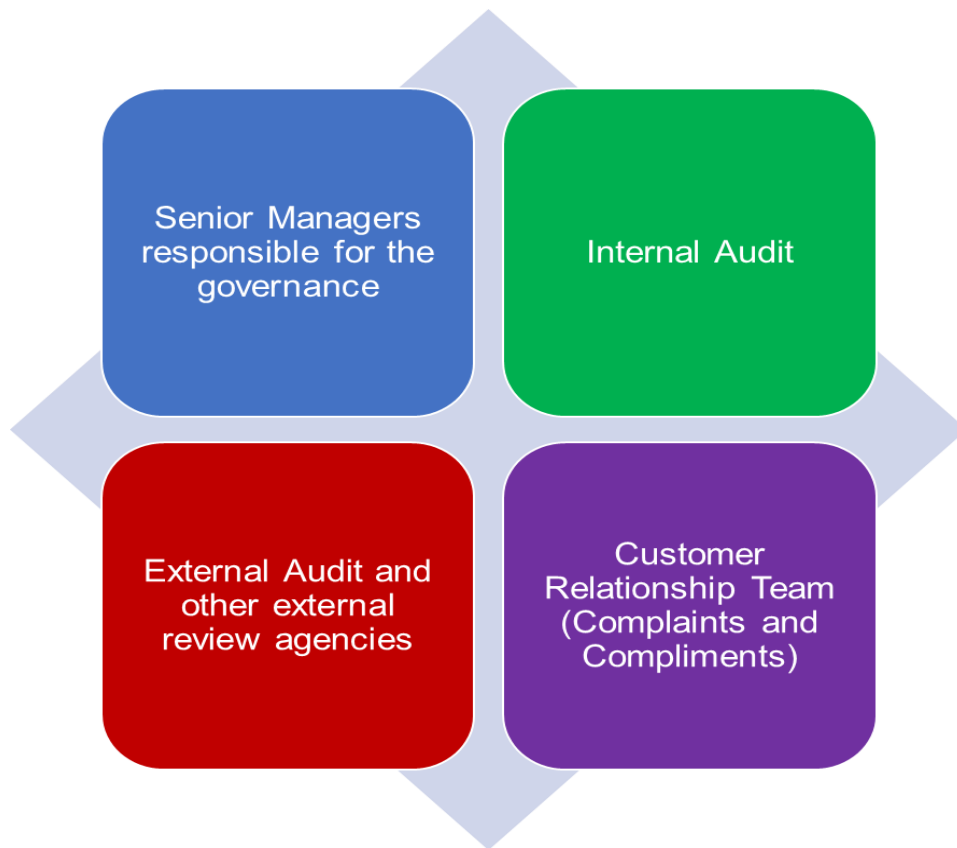 Senior Managers
responsible for the
governance
Internal Audit
External Audit and
other external
review agencies
Customer
Relationship Team
(Complaints and
Compliments)